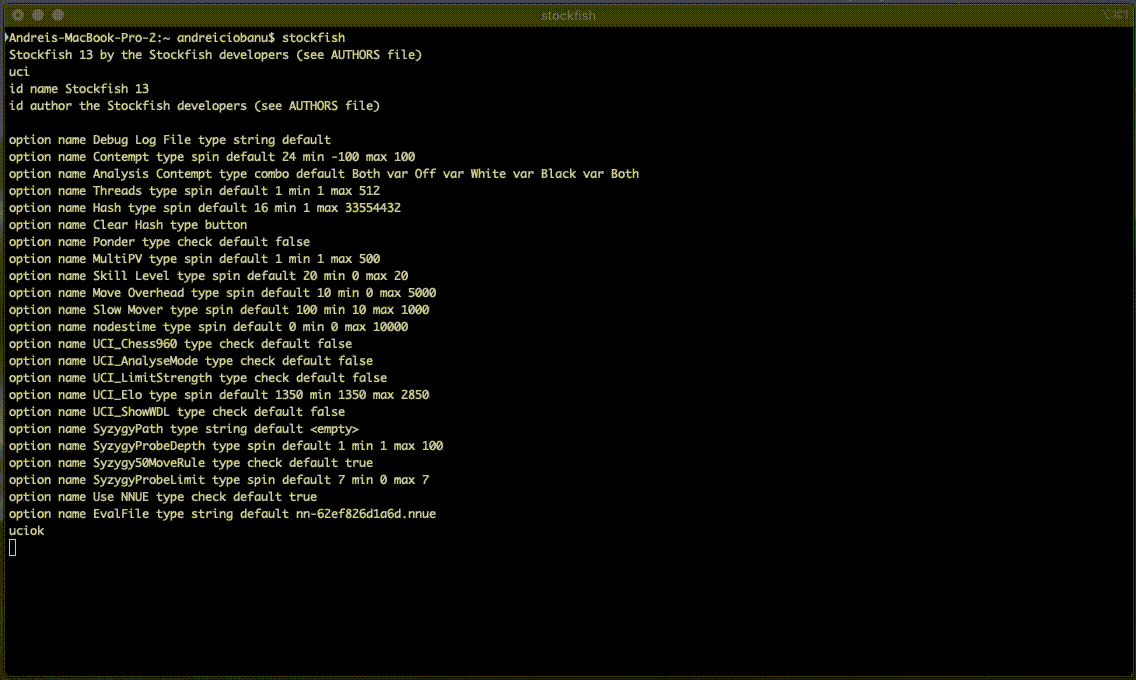 stockfish
⌥⌘1
Andreis-MacBook-Pro-2:~ andreiciobanu$ stockfish
Stockfish 13 by the Stockfish developers (see AUTHORS file)
uci
id name Stockfish 13
id author the Stockfish developers (see AUTHORS file)
option name Debug Log File type string default
option name Contempt type spin default 24 min -100 max 100
option name Analysis Contempt type combo default Both var Off var White var Black var Both
option name Threads type spin default 1 min 1 max 512
option name Hash type spin default 16 min 1 max 33554432
option name Clear Hash type button
option name Ponder type check default false
option name MultiPV type spin default 1 min 1 max 500
option name Skill Level type spin default 20 min 0 max 20
option name Move Overhead type spin default 10 min 0 max 5000
option name Slow Mover type spin default 100 min 10 max 1000
option name nodestime type spin default 0 min 0 max 10000
option name UCI_Chess960 type check default false
option name UCI_AnalyseMode type check default false
option name UCI_LimitStrength type check default false
option name UCI_Elo type spin default 1350 min 1350 max 2850
option name UCI_ShowWDL type check default false
option name SyzygyPath type string default <empty>
option name SyzygyProbeDepth type spin default 1 min 1 max 100
option name Syzygy50MoveRule type check default true
option name SyzygyProbeLimit type spin default 7 min 0 max 7
option name Use NNUE type check default true
option name EvalFile type string default nn-62ef826d1a6d.nnue
uciok